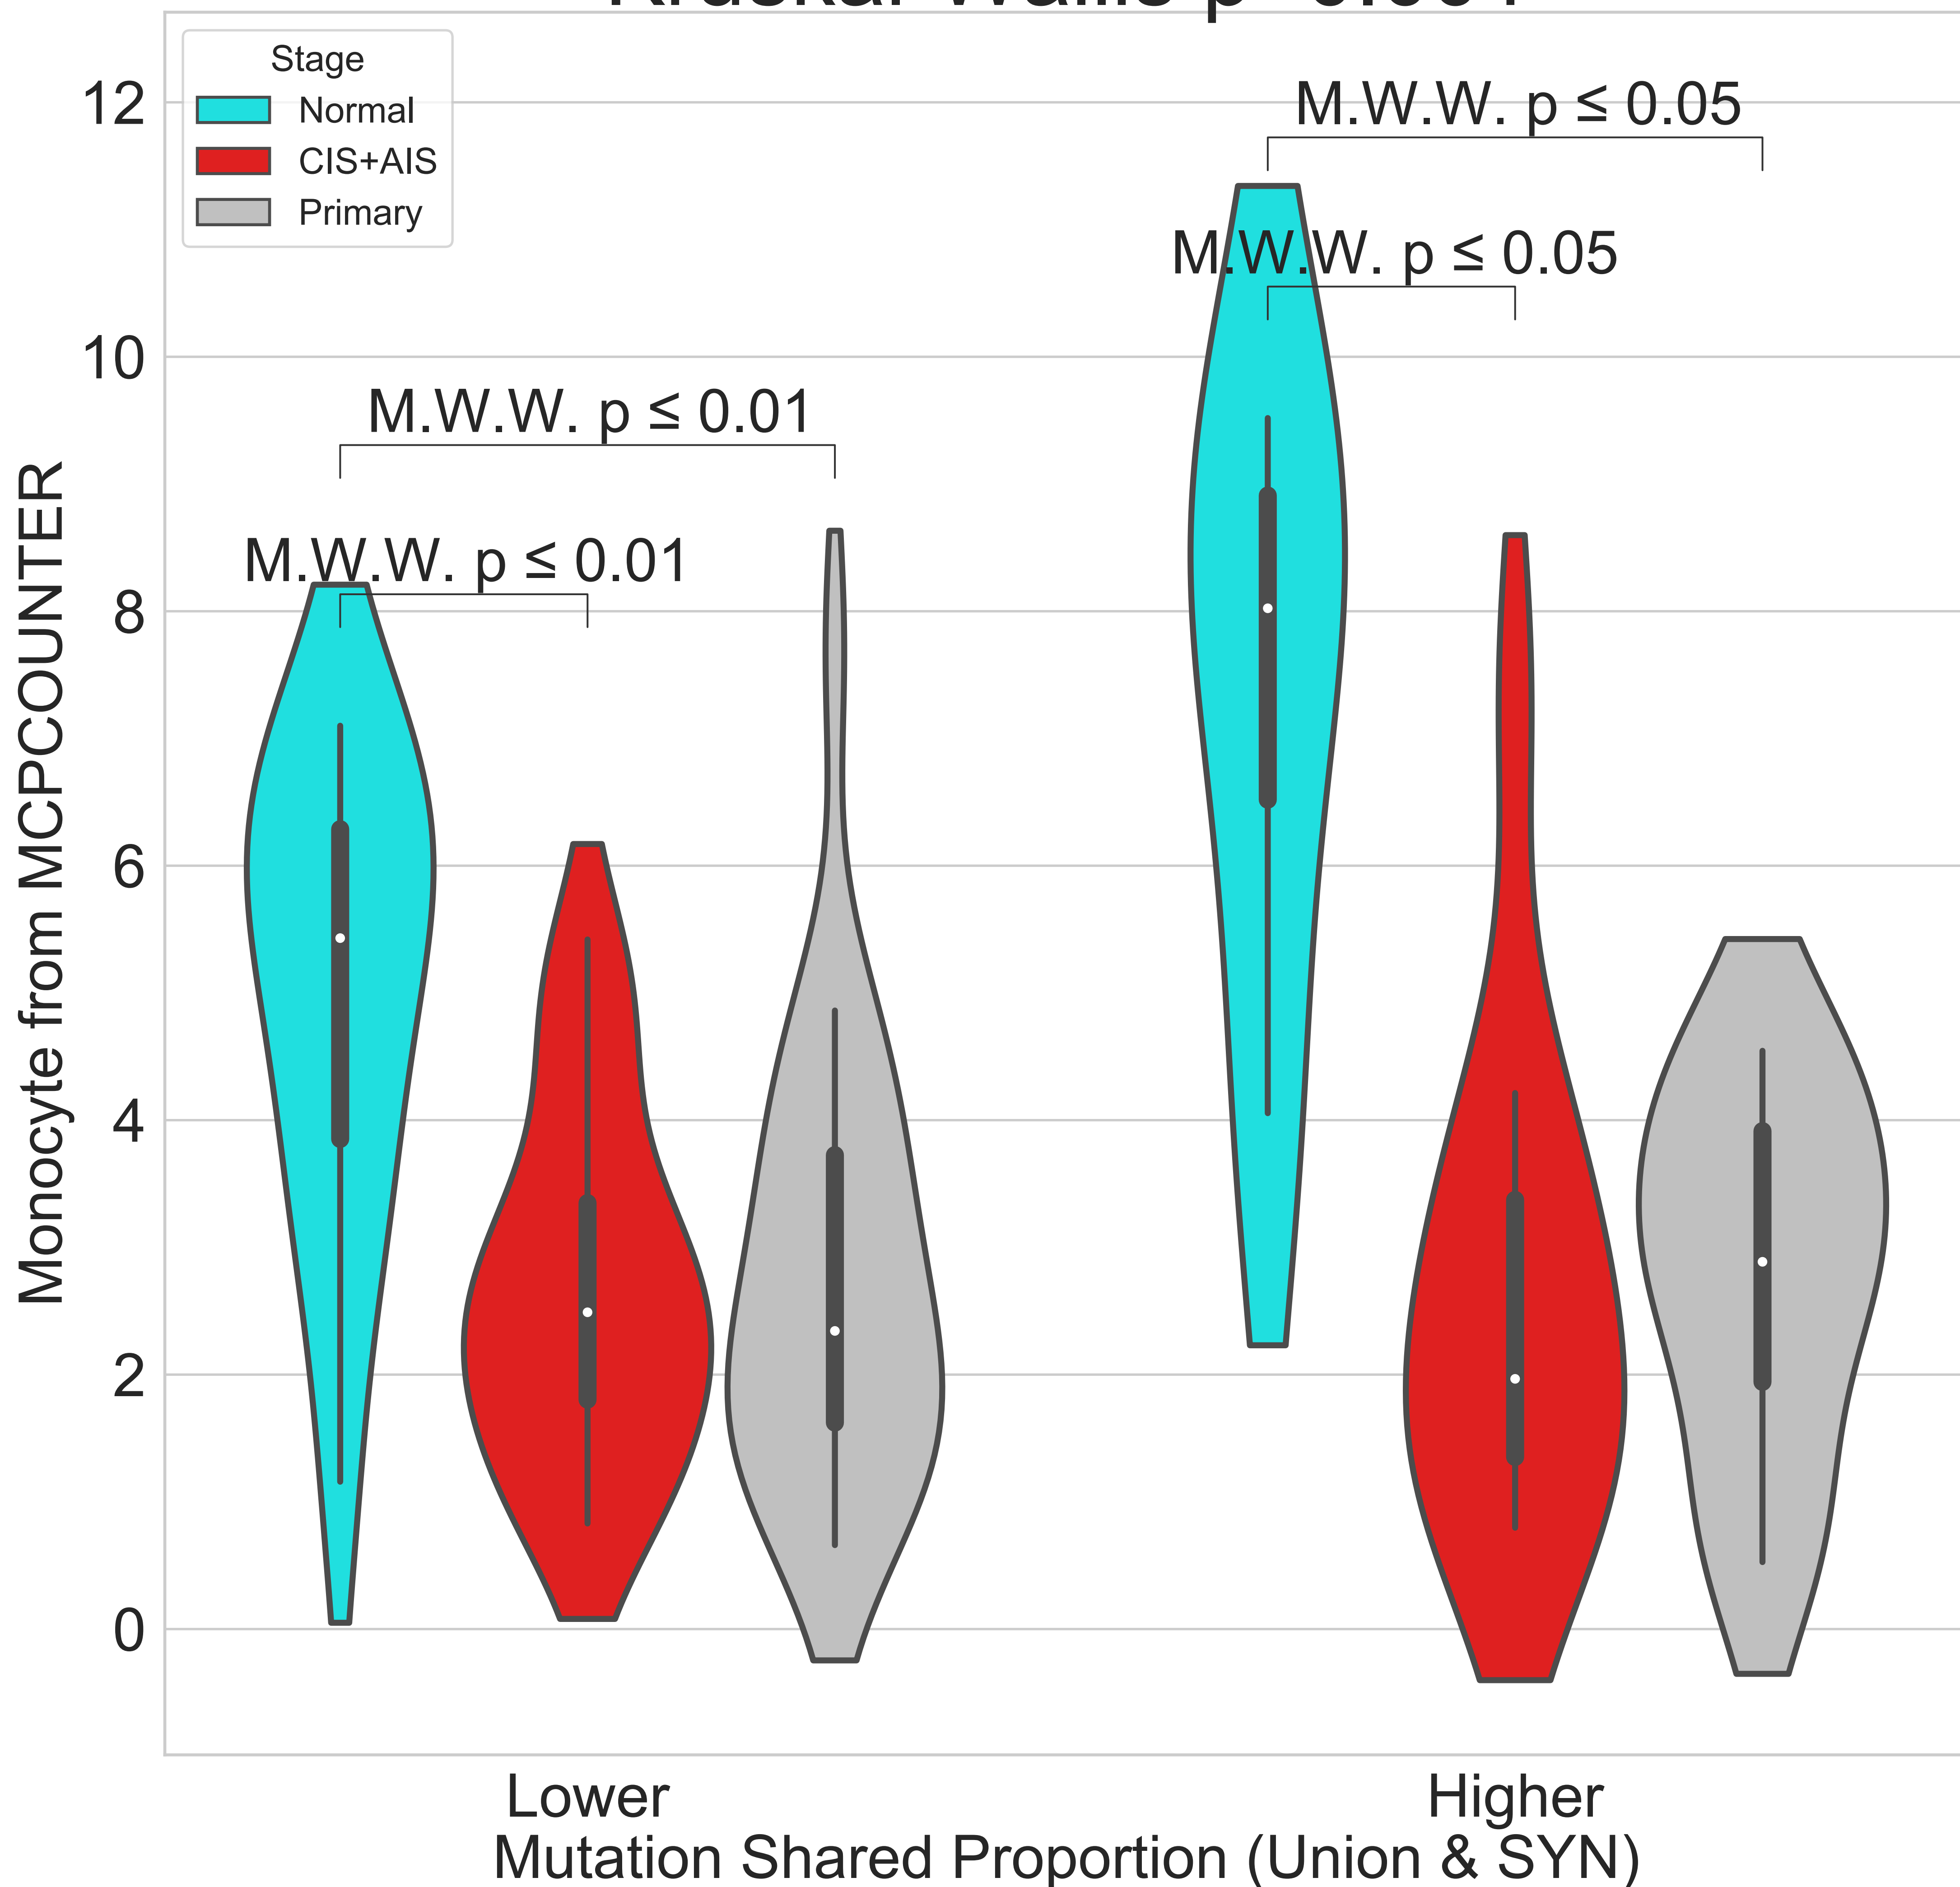 Stage
Normal
CIS+AIS
Primary
M.W.W. p ≤ 0.05
M.W.W. p ≤ 0.05
M.W.W. p ≤ 0.01
M.W.W. p ≤ 0.01
12
10
8
6
4
2
0
Monocyte from MCPCOUNTER
Lower
Higher
Mutation Shared Proportion (Union & SYN)